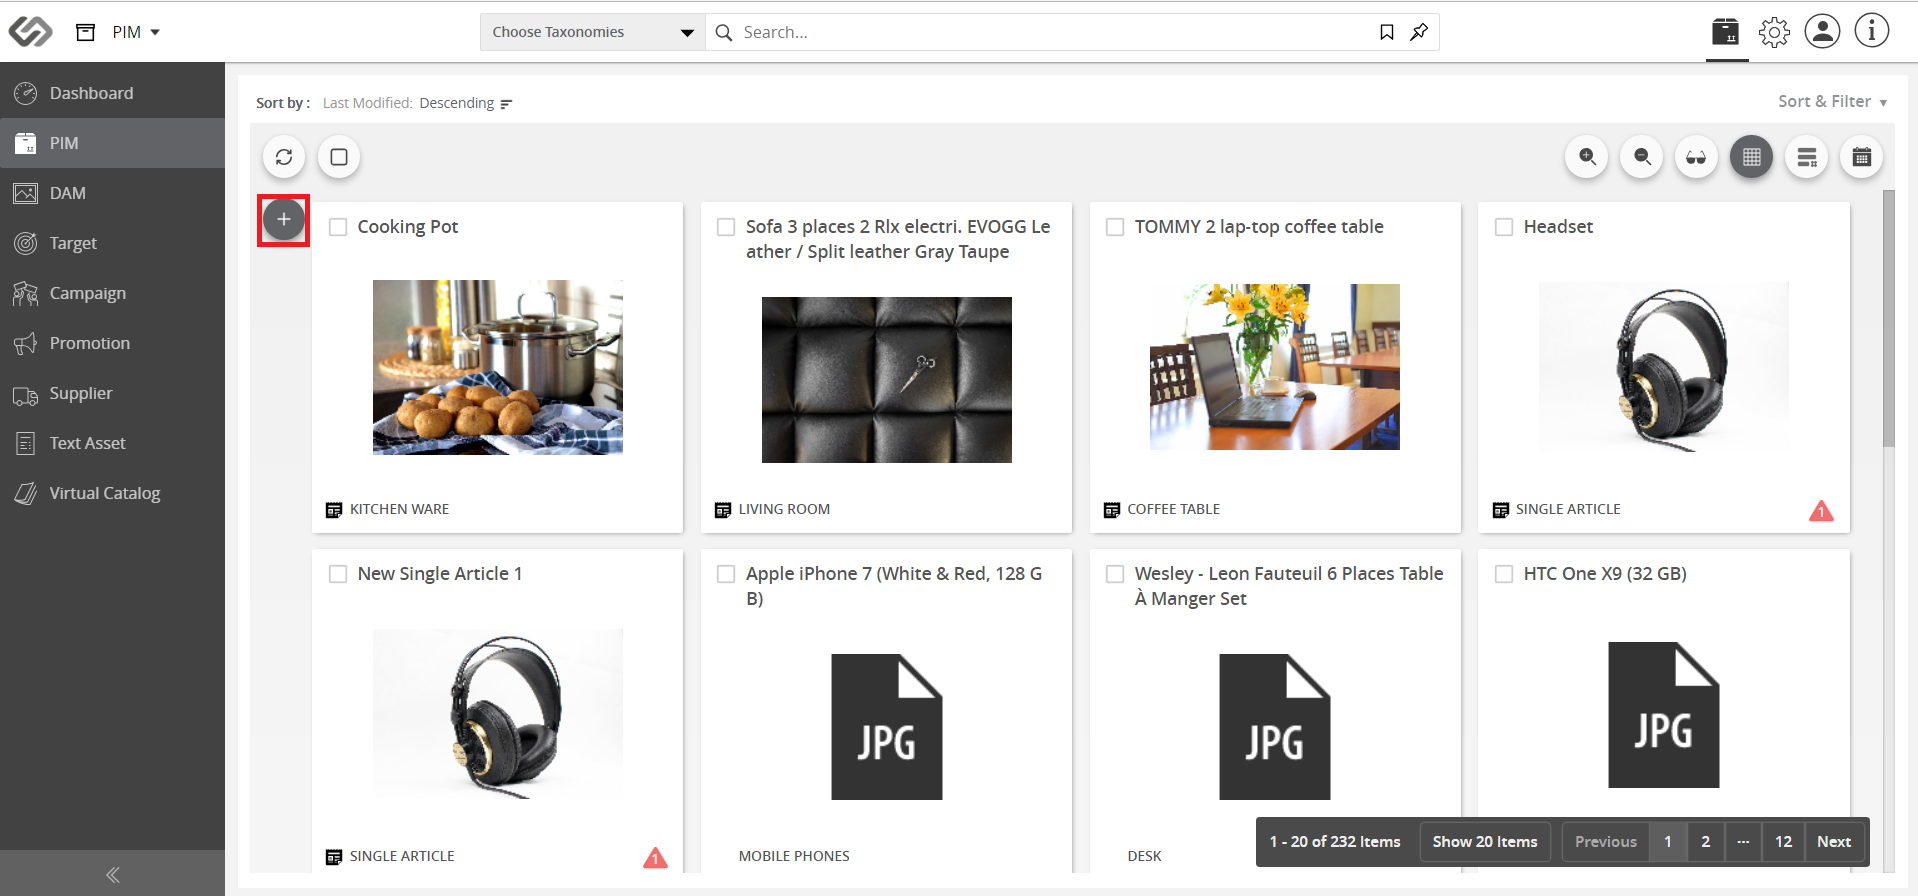 PIM
Choose Taxonomies
Search...
Dashboard
PIM
DAM
Target
Campaign
Promotion
Supplier
Text Asset
Virtual Catalog
Sort by : Last Modified: Descending
Sort & Filter
Cooking Pot
KITCHEN WARE
Sofa 3 places 2 Rlx electri. EVOGG Le
ather / Split leather Gray Taupe
LIVING ROOM
TOMMY 2 lap-top coffee table
COFFEE TABLE
Headset
SINGLE ARTICLE
1
New Single Article 1
SINGLE ARTICLE
1
Apple iPhone 7 (White & Red, 128 G
B)
JPG
MOBILE PHONES
Wesley - Leon Fauteuil 6 Places Table
À Manger Set
JPG
DESK
HTC One X9 (32 GB)
JPG
1 - 20 of 232 Items Show 20 Items Previous 1 2 ... 12 Next